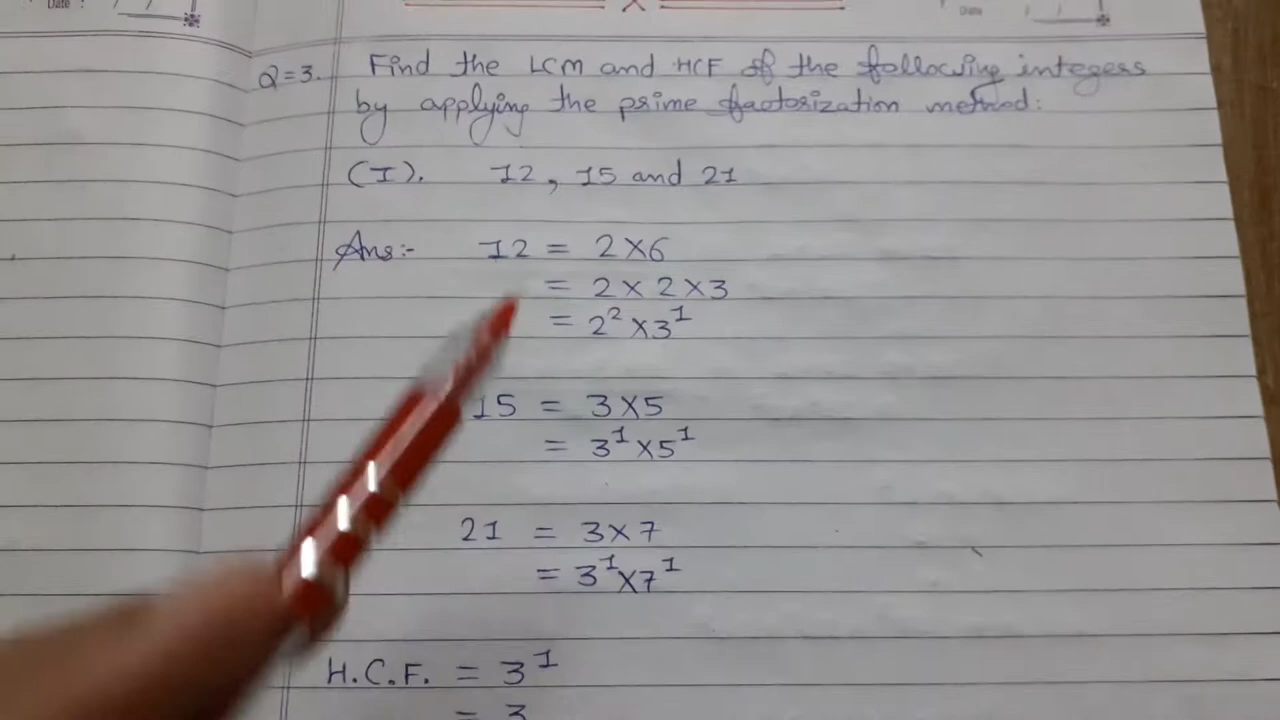 Date :
Date
Q=3. Find the LCM and HCF of the following integers
by applying the prime factorization method:
(I). 12, 15 and 21
Ans:- 12 = 2×6
= 2×2×3
= 2²×3¹
15 = 3×5
= 3¹×5¹
21 = 3×7
= 3¹×7¹
H.C.F. = 3¹
= 3